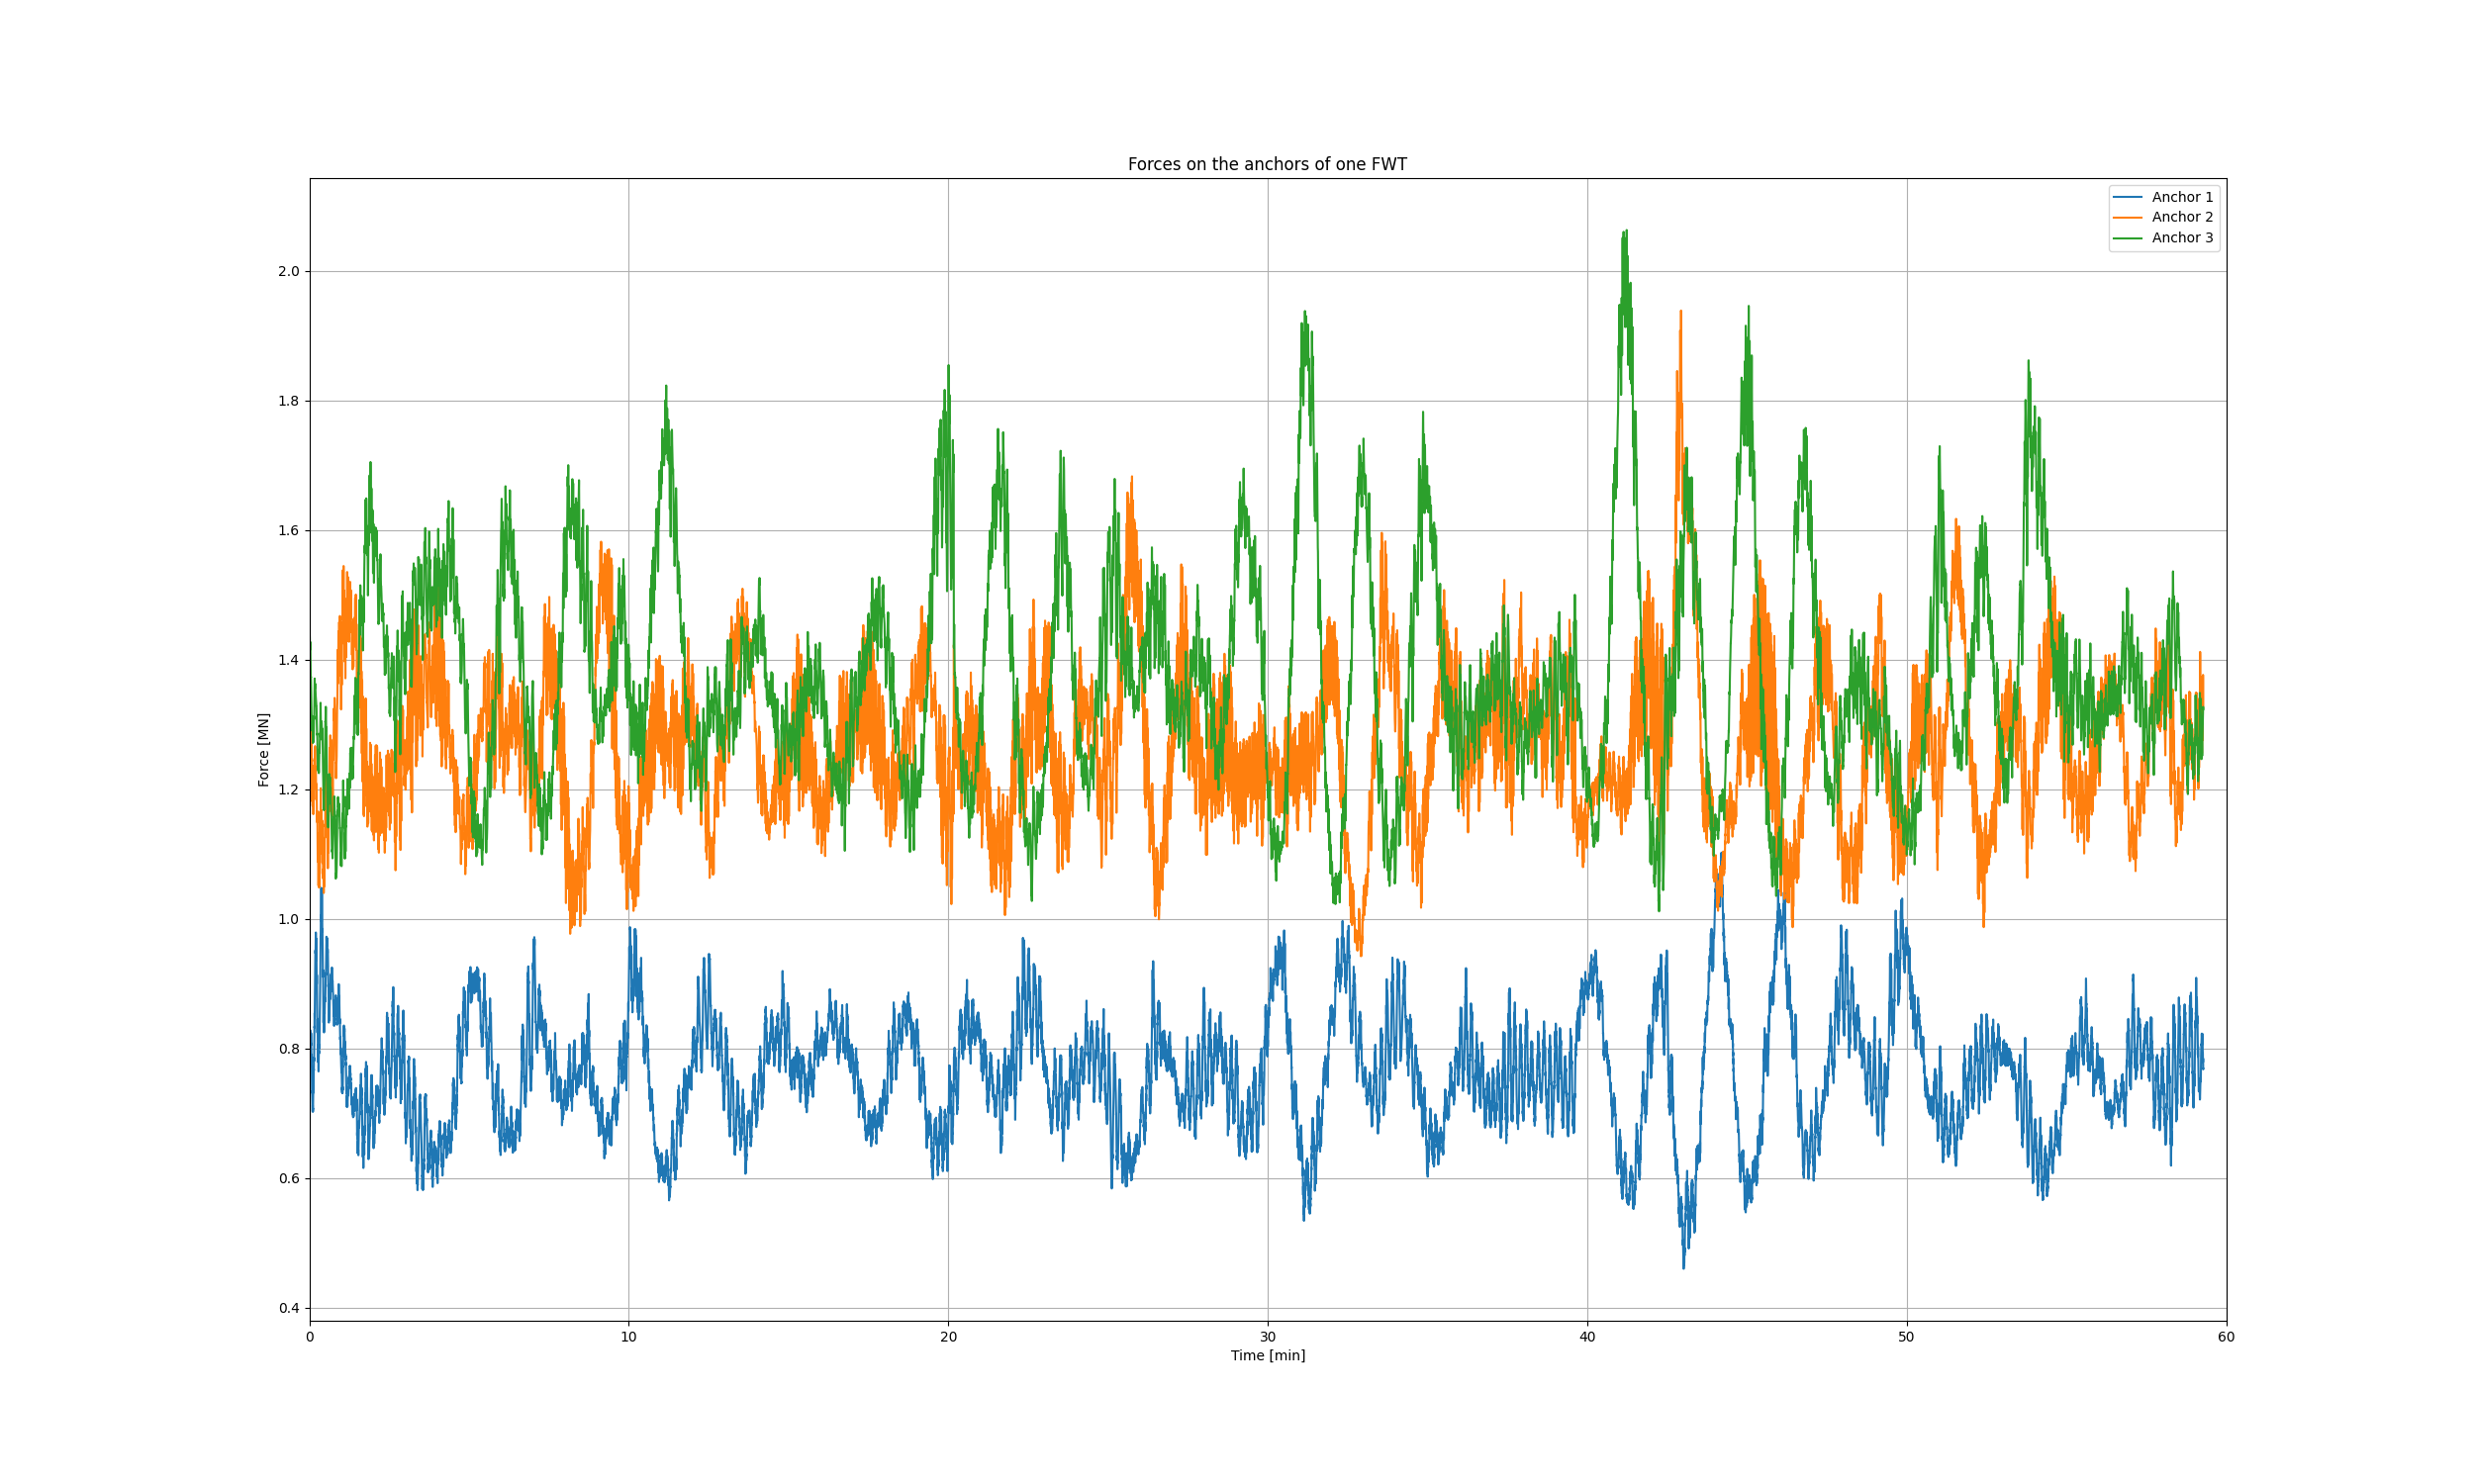 Forces on the anchors of one FWT
Anchor 1
Anchor 2
Anchor 3
Force [MN]
2.0
1.8
1.6
1.4
1.2
1.0
0.8
0.6
0.4
0 10 20 30 40 50 60
Time [min]